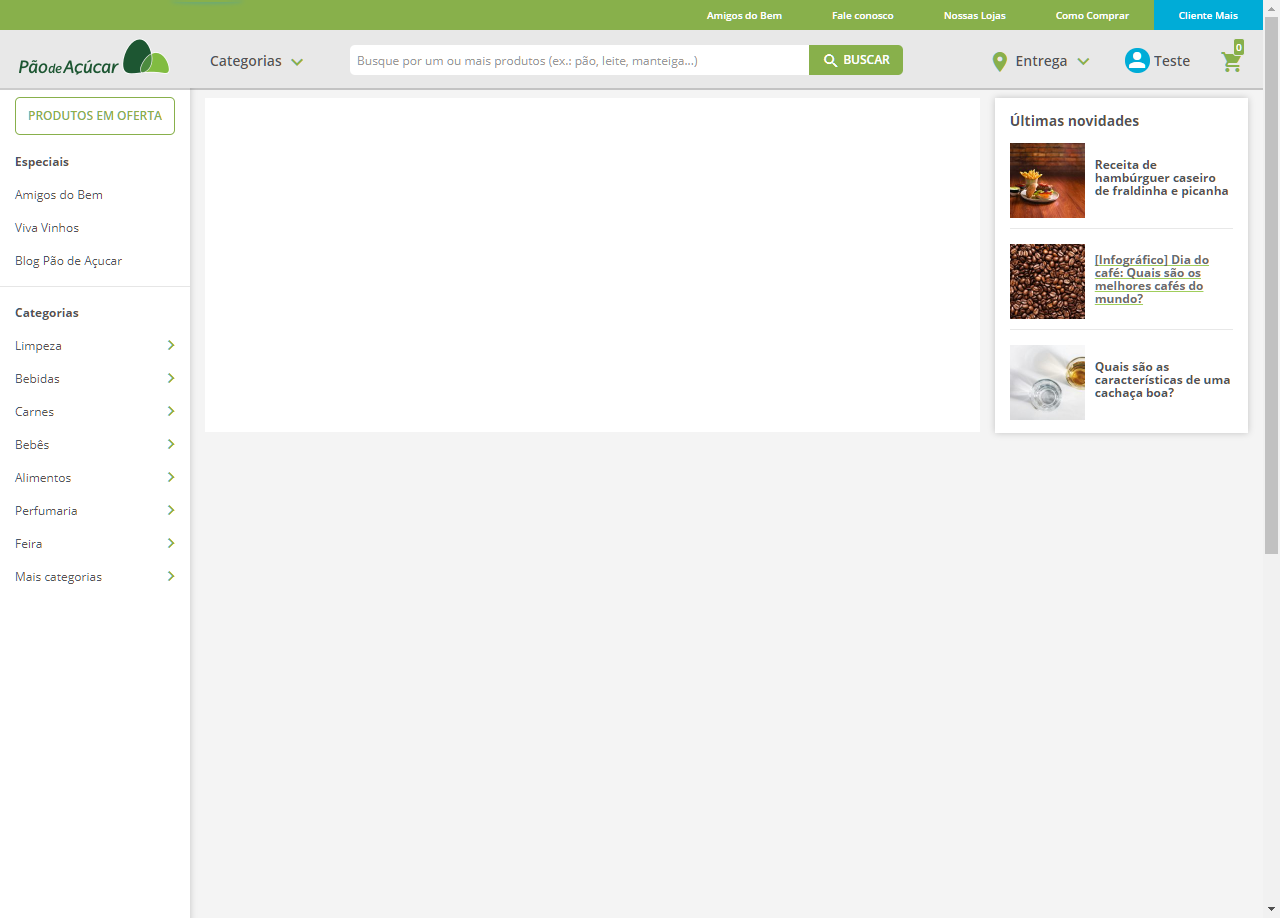 Amigos do Bem
Fale conosco
Nossas Lojas
Como Comprar
Cliente Mais
PãodeAçúcar
Categorias
Busque por um ou mais produtos (ex.: pão, leite, manteiga...)
BUSCAR
Entrega
Teste
0
PRODUTOS EM OFERTA
Especiais
Amigos do Bem
Viva Vinhos
Blog Pão de Açucar
Categorias
Limpeza
Bebidas
Carnes
Bebês
Alimentos
Perfumaria
Feira
Mais categorias
Últimas novidades
Receita de
hambúrguer caseiro
de fraldinha e picanha
[Infográfico] Dia do
café: Quais são os
melhores cafés do
mundo?
Quais são as
características de uma
cachaça boa?